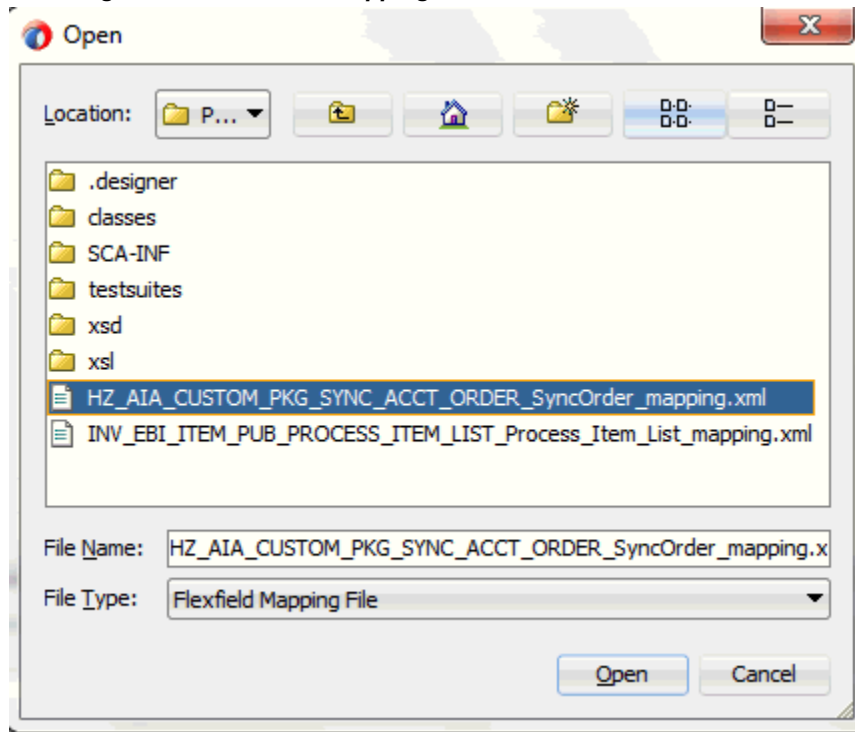 Open
Location: P...
.designer
classes
SCA-INF
testsuites
xsd
xsl
HZ_AIA_CUSTOM_PKG_SYNC_ACCT_ORDER_SyncOrder_mapping.xml
INV_EBI_ITEM_PUB_PROCESS_ITEM_LIST_Process_Item_List_mapping.xml
File Name: HZ_AIA_CUSTOM_PKG_SYNC_ACCT_ORDER_SyncOrder_mapping.x
File Type: Flexfield Mapping File
Open Cancel